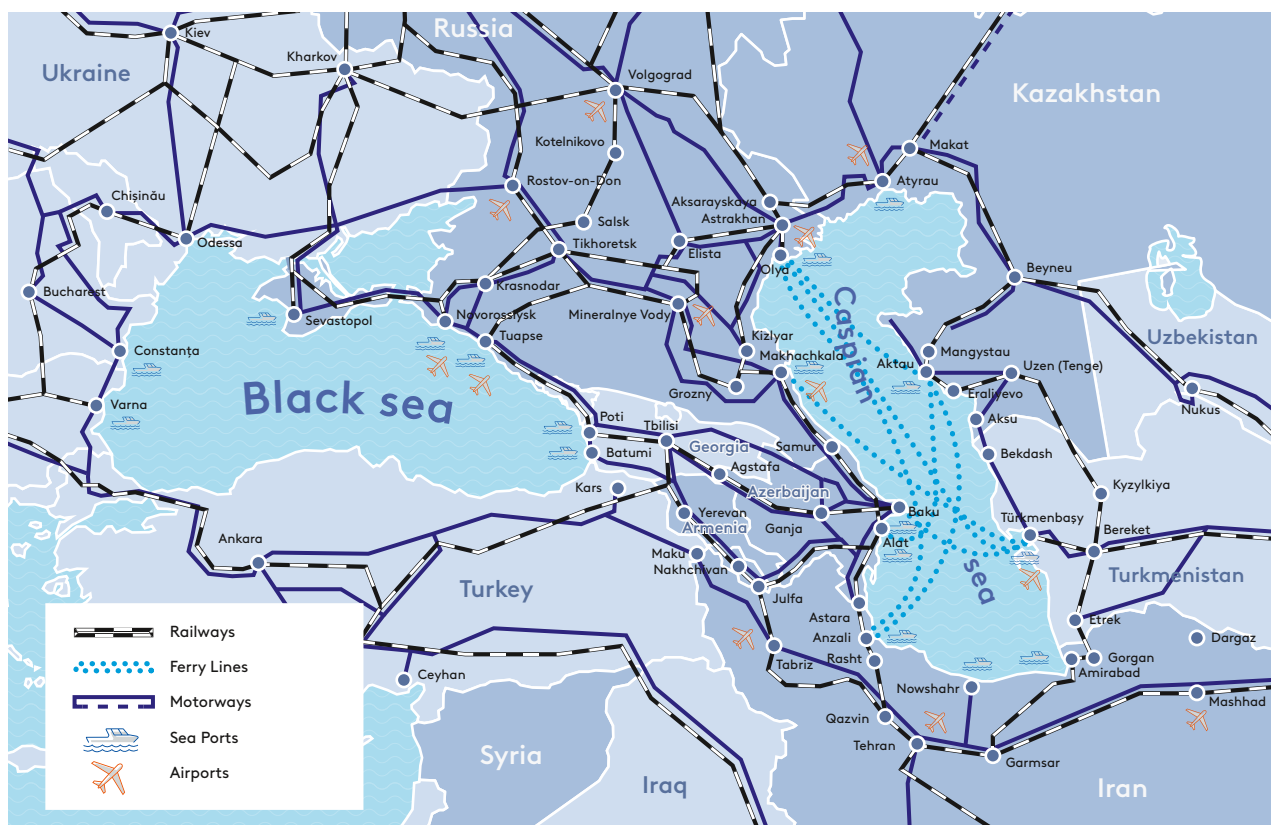 Russia
Kiev
Kharkov
Ukraine
Volgograd
Kazakhstan
Kotelnikovo
Makat
Rostov-on-Don
Atyrau
Chișinău
Aksarayskaya
Astrakhan
Salsk
Odessa
Tikhoretsk
Elista
Olya
Beyneu
Bucharest
Krasnodar
Caspian
sea
Sevastopol
Novorossiysk
Mineralnye Vody
Tuapse
Kizlyar
Uzbekistan
Constanța
Makhachkala
Mangystau
Aktau
Uzen (Tenge)
Grozny
Eraliyevo
Black sea
Varna
Nukus
Poti
Tbilisi
Aksu
Georgia
Samur
Batumi
Bekdash
Agstafa
Kars
Azerbaijan
Kyzylkiya
Yerevan
Armenia
Ganja
Baku
Türkmenbaşy
Bereket
Ankara
Alat
Maku
Nakhchivan
Turkmenistan
Turkey
Julfa
Astara
Etrek
Anzali
Dargaz
Rasht
Tabriz
Gorgan
Amirabad
Ceyhan
Nowshahr
Mashhad
Qazvin
Tehran
Syria
Garmsar
Iraq
Iran
Railways
Ferry Lines
Motorways
Sea Ports
Airports